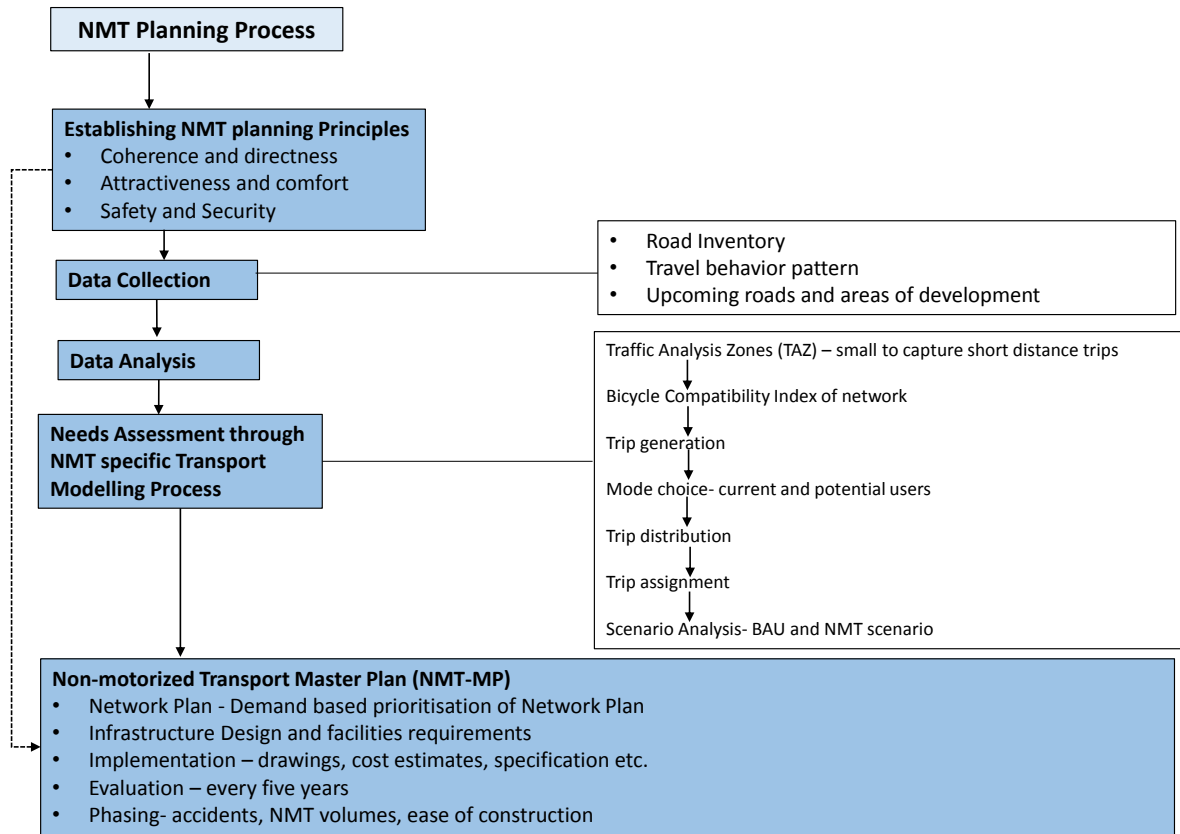 NMT Planning Process
Establishing NMT planning Principles
• Coherence and directness
• Attractiveness and comfort
• Safety and Security
Data Collection
• Road Inventory
• Travel behavior pattern
• Upcoming roads and areas of development
Data Analysis
Needs Assessment through
NMT specific Transport
Modelling Process
Traffic Analysis Zones (TAZ) – small to capture short distance trips
Bicycle Compatibility Index of network
Trip generation
Mode choice- current and potential users
Trip distribution
Trip assignment
Scenario Analysis- BAU and NMT scenario
Non-motorized Transport Master Plan (NMT-MP)
• Network Plan - Demand based prioritisation of Network Plan
• Infrastructure Design and facilities requirements
• Implementation – drawings, cost estimates, specification etc.
• Evaluation – every five years
• Phasing- accidents, NMT volumes, ease of construction